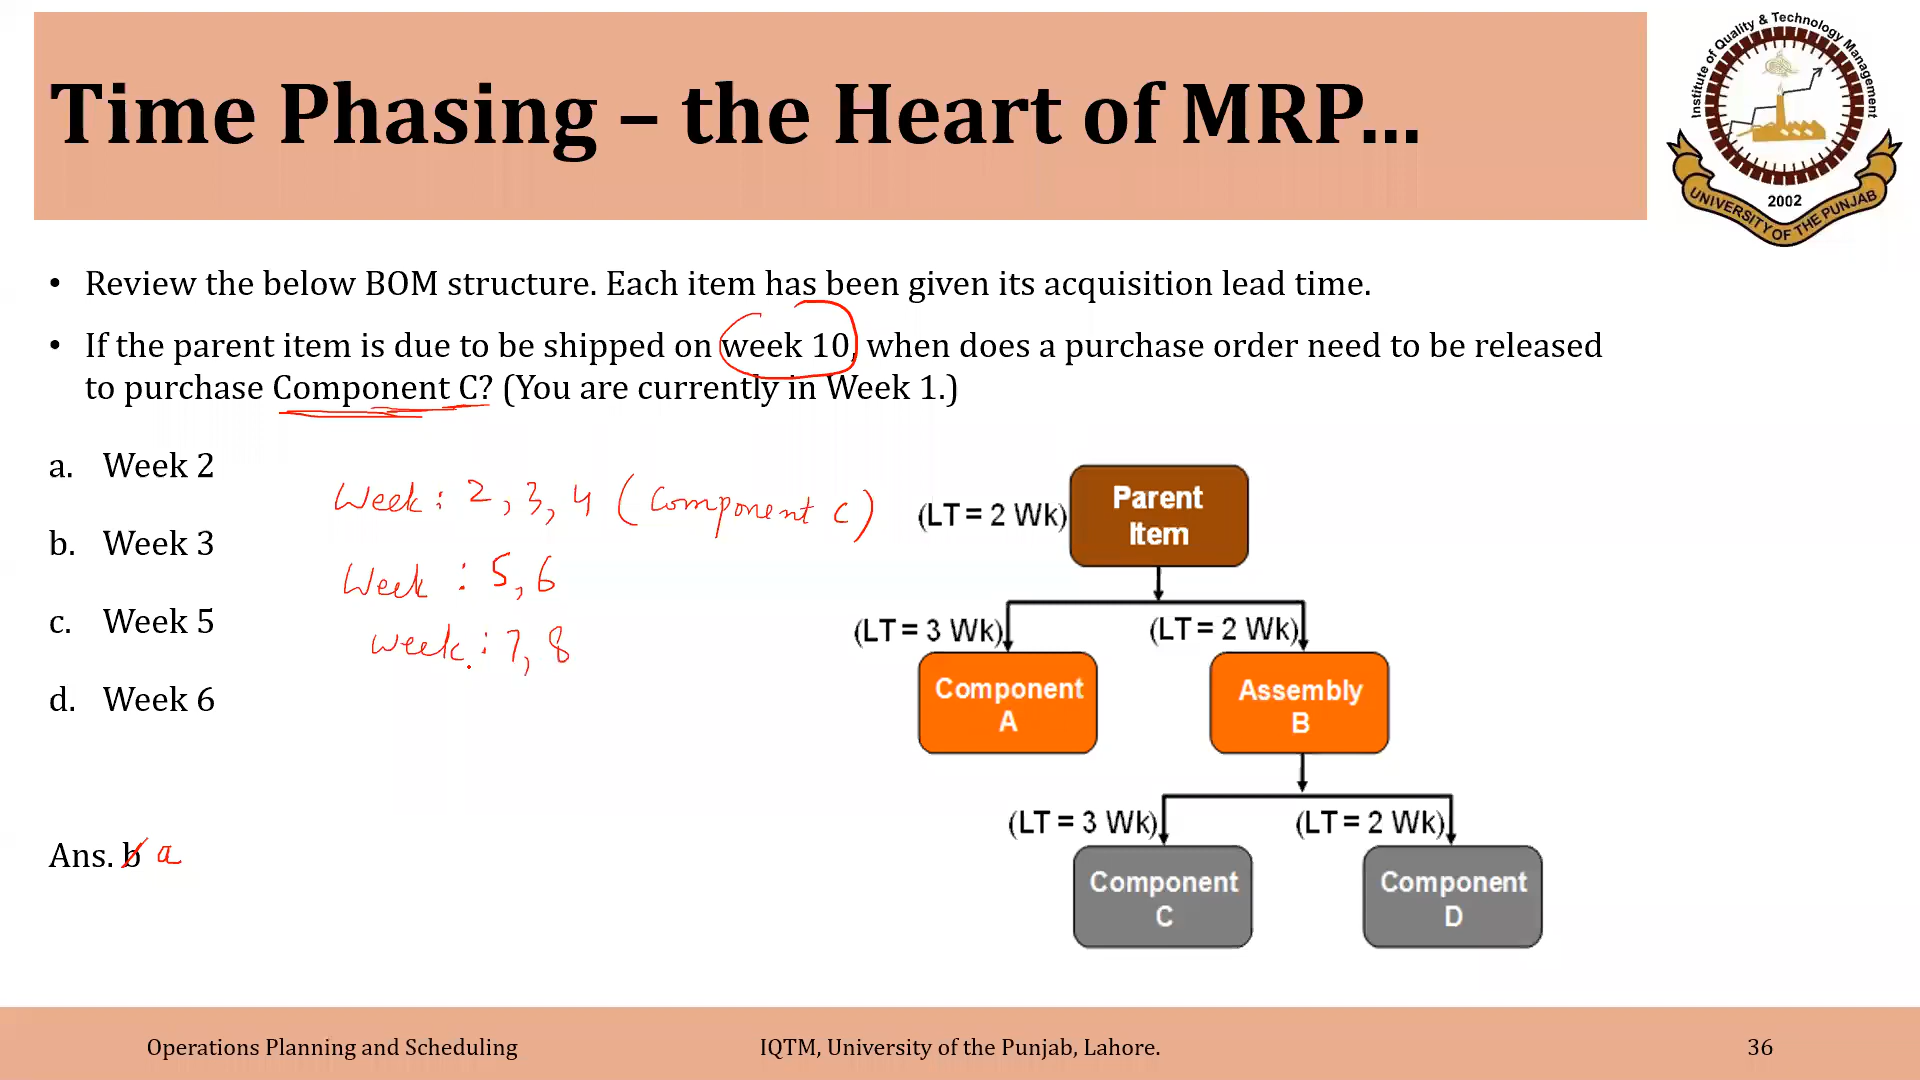 Time Phasing – the Heart of MRP...
Institute of Quality & Technology Management
2002
UNIVERSITY OF THE PUNJAB
• Review the below BOM structure. Each item has been given its acquisition lead time.
• If the parent item is due to be shipped on week 10, when does a purchase order need to be released
to purchase Component C? (You are currently in Week 1.)
a. Week 2
b. Week 3
c. Week 5
d. Week 6
Week: 2, 3, 4 (Component C)
Week : 5, 6
week: 7, 8
Ans. b a
(LT = 2 Wk)
Parent
Item
(LT = 3 Wk)
(LT = 2 Wk)
Component
A
Assembly
B
(LT = 3 Wk)
(LT = 2 Wk)
Component
C
Component
D
Operations Planning and Scheduling
IQTM, University of the Punjab, Lahore.
36